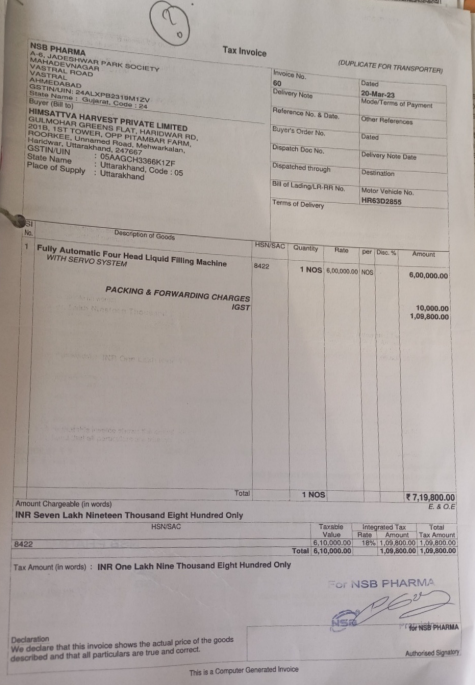 Tax Invoice
(DUPLICATE FOR TRANSPORTER)
NSB PHARMA
A-6, JADESHWAR PARK SOCIETY
MAHADEVNAGAR
VASTRAL ROAD
VASTRAL
AHMEDABAD
GSTIN/UIN: 24ALXPB2319M1ZV
State Name : Gujarat, Code : 24
Buyer (Bill to)
HIMSATTVA HARVEST PRIVATE LIMITED
GULMOHAR GREENS FLAT, HARIDWAR RD,
201B, 1ST TOWER, OPP PITAMBAR FARM,
ROORKEE, Unnamed Road, Mehwarkalan,
Haridwar, Uttarakhand, 247667
GSTIN/UIN : 05AAGCH3366K1ZF
State Name : Uttarakhand, Code : 05
Place of Supply : Uttarakhand
Invoice No. Dated
60 20-Mar-23
Delivery Note Mode/Terms of Payment
Reference No. & Date. Other References
Buyer's Order No. Dated
Dispatch Doc No. Delivery Note Date
Dispatched through Destination
Bill of Lading/LR-RR No. Motor Vehicle No.
HR63D2855
Terms of Delivery
Sl No. Description of Goods HSN/SAC Quantity Rate per Disc. % Amount
1 Fully Automatic Four Head Liquid Filling Machine 8422 1 NOS 6,00,000.00 NOS 6,00,000.00
WITH SERVO SYSTEM
PACKING & FORWARDING CHARGES 10,000.00
IGST 1,09,800.00
Total 1 NOS ₹ 7,19,800.00
Amount Chargeable (in words) E. & O.E
INR Seven Lakh Nineteen Thousand Eight Hundred Only
HSN/SAC Taxable Value Integrated Tax Rate Amount Total Tax Amount
8422 6,10,000.00 18% 1,09,800.00 1,09,800.00
Total 6,10,000.00 1,09,800.00 1,09,800.00
Tax Amount (in words) : INR One Lakh Nine Thousand Eight Hundred Only
For NSB PHARMA
NSB
for NSB PHARMA
Declaration
We declare that this invoice shows the actual price of the goods
described and that all particulars are true and correct.
Authorised Signatory
This is a Computer Generated Invoice